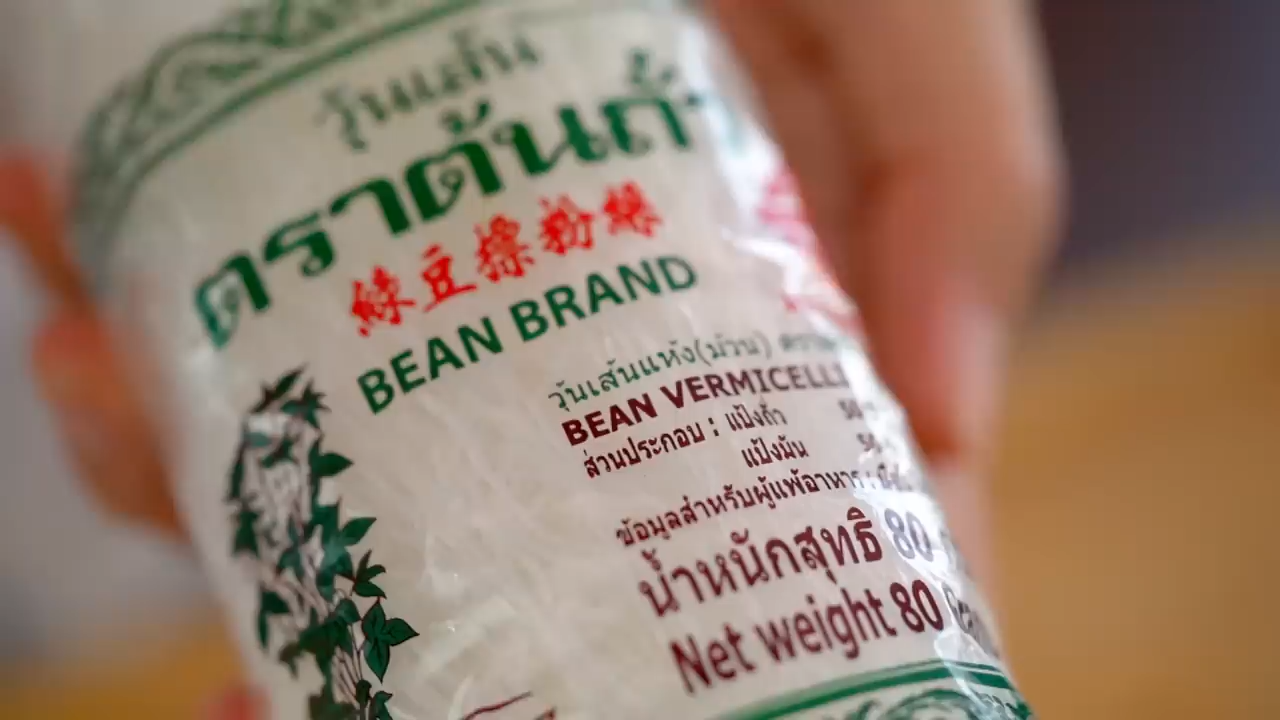 วุ้นเส้น
ตราต้นถั่ว
綠豆標粉絲
BEAN BRAND
วุ้นเส้นแห้ง(ม้วน)
BEAN VERMICELLI
ส่วนประกอบ : แป้งถั่ว 50
แป้งมัน 50
ข้อมูลสำหรับผู้แพ้อาหาร :
น้ำหนักสุทธิ 80
Net weight 80